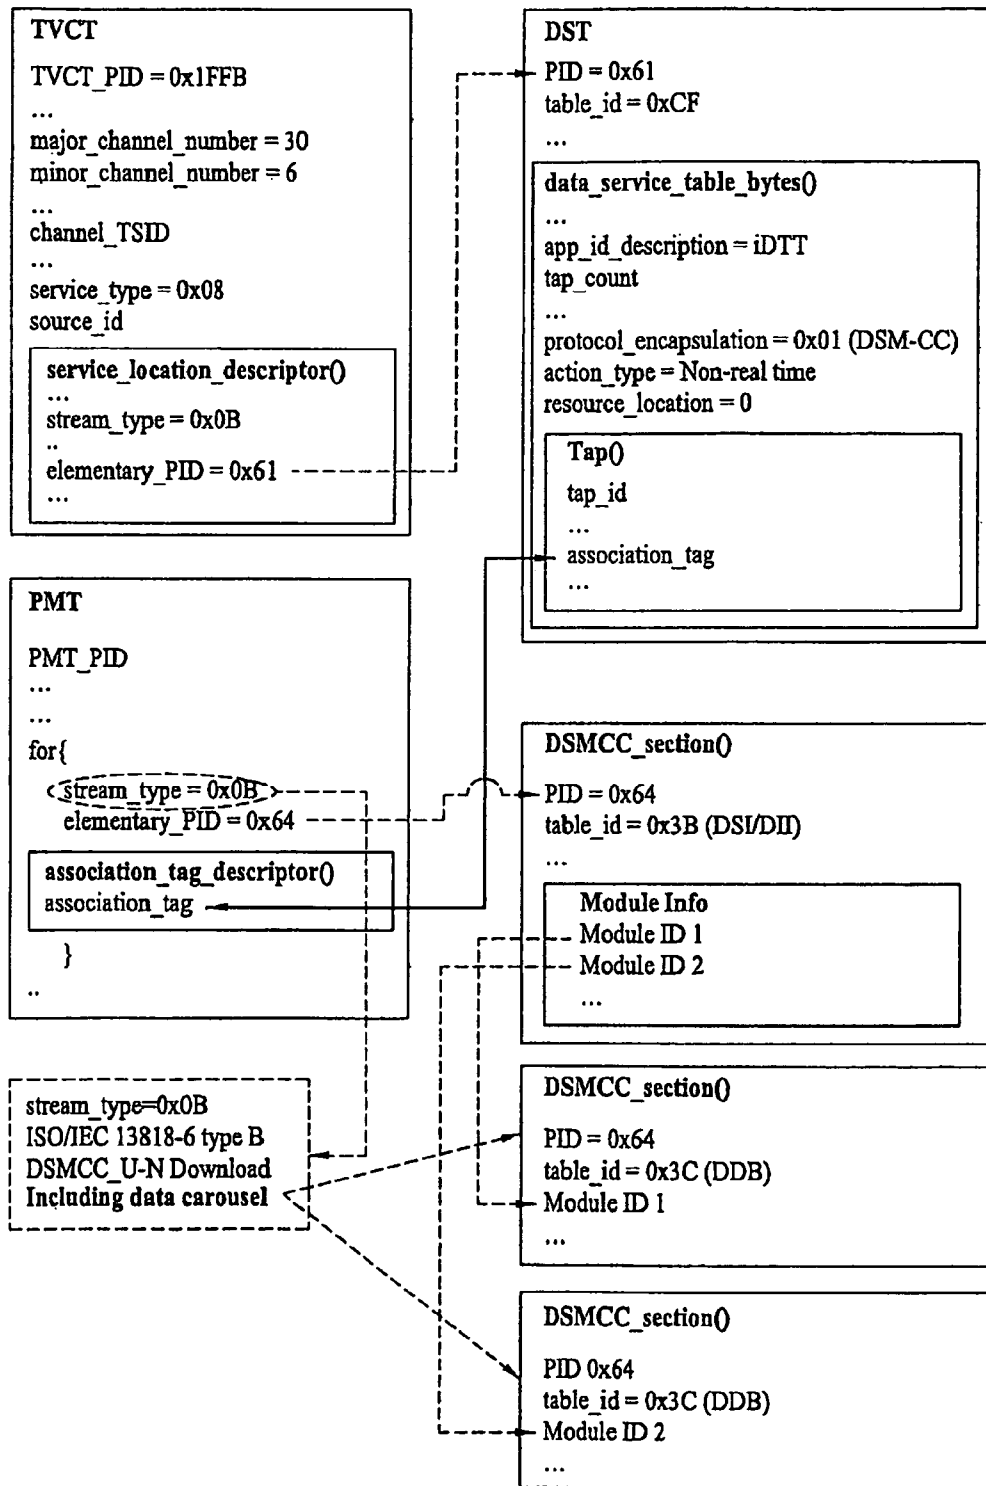 TVCT
TVCT_PID = 0x1FFB
...
major_channel_number = 30
minor_channel_number = 6
...
channel_TSID
...
service_type = 0x08
source_id
service_location_descriptor()
...
stream_type = 0x0B
..
elementary_PID = 0x61
...
DST
PID = 0x61
table_id = 0xCF
...
data_service_table_bytes()
...
app_id_description = iDTT
tap_count
...
protocol_encapsulation = 0x01 (DSM-CC)
action_type = Non-real time
resource_location = 0
Tap()
tap_id
...
association_tag
...
PMT
PMT_PID
...
...
for{
stream_type = 0x0B
elementary_PID = 0x64
association_tag_descriptor()
association_tag
}
..
DSMCC_section()
PID = 0x64
table_id = 0x3B (DSI/DII)
...
Module Info
Module ID 1
Module ID 2
...
stream_type=0x0B
ISO/IEC 13818-6 type B
DSMCC_U-N Download
Including data carousel
DSMCC_section()
PID = 0x64
table_id = 0x3C (DDB)
Module ID 1
...
DSMCC_section()
PID 0x64
table_id = 0x3C (DDB)
Module ID 2
...